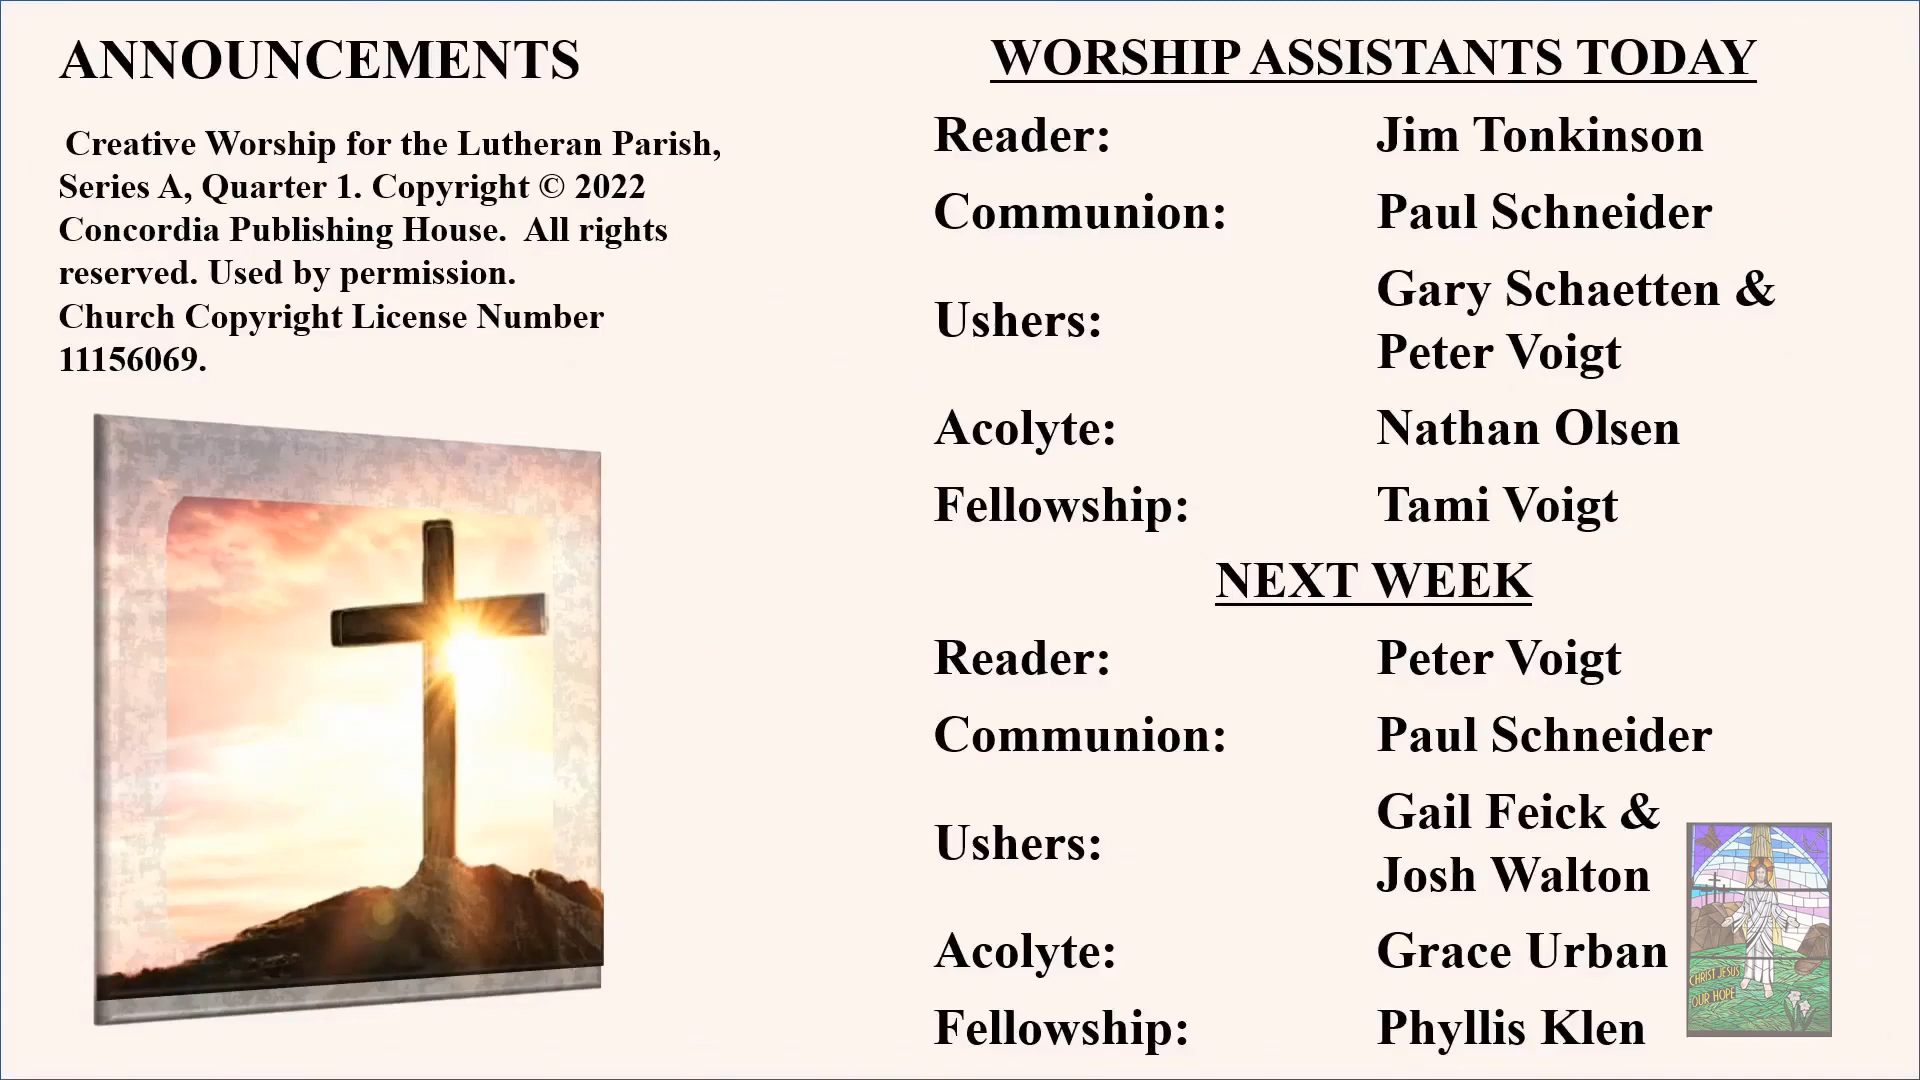 ANNOUNCEMENTS
Creative Worship for the Lutheran Parish,
Series A, Quarter 1. Copyright © 2022
Concordia Publishing House.  All rights
reserved. Used by permission.
Church Copyright License Number
11156069.
WORSHIP ASSISTANTS TODAY
Reader: Jim Tonkinson
Communion: Paul Schneider
Ushers: Gary Schaetten &
Peter Voigt
Acolyte: Nathan Olsen
Fellowship: Tami Voigt
NEXT WEEK
Reader: Peter Voigt
Communion: Paul Schneider
Ushers: Gail Feick &
Josh Walton
Acolyte: Grace Urban
Fellowship: Phyllis Klen
CHRIST JESUS
OUR HOPE